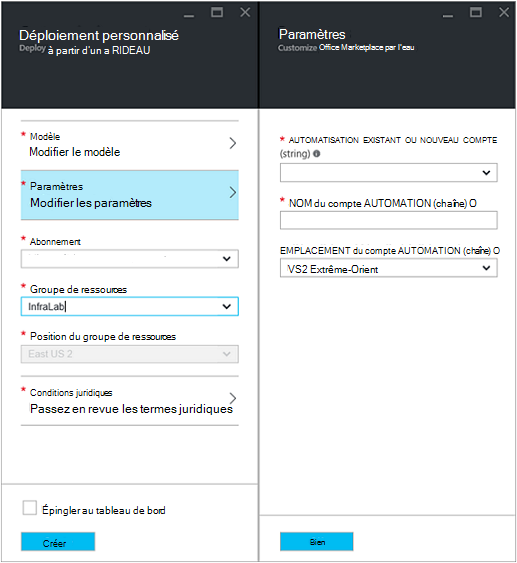 Déploiement personnalisé
Deploy à partir d'un a RIDEAU
* Modèle
Modifier le modèle
* Paramètres
Modifier les paramètres
* Abonnement
* Groupe de ressources
InfraLab
* Position du groupe de ressources
East US 2
* Conditions juridiques
Passez en revue les termes juridiques
Épingler au tableau de bord
Créer
Paramètres
Customize Office Marketplace par l'eau
* AUTOMATISATION EXISTANT OU NOUVEAU COMPTE
(string)
* NOM du compte AUTOMATION (chaîne) O
EMPLACEMENT du compte AUTOMATION (chaîne) O
VS2 Extrême-Orient
Bien